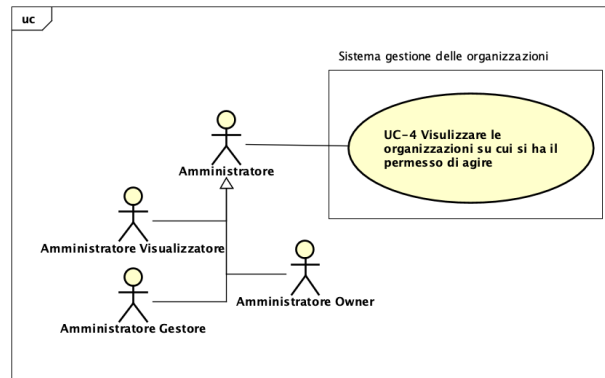 uc
Sistema gestione delle organizzazioni
UC-4 Visulizzare le
organizzazioni su cui si ha il
permesso di agire
Amministratore
Amministratore Visualizzatore
Amministratore Owner
Amministratore Gestore